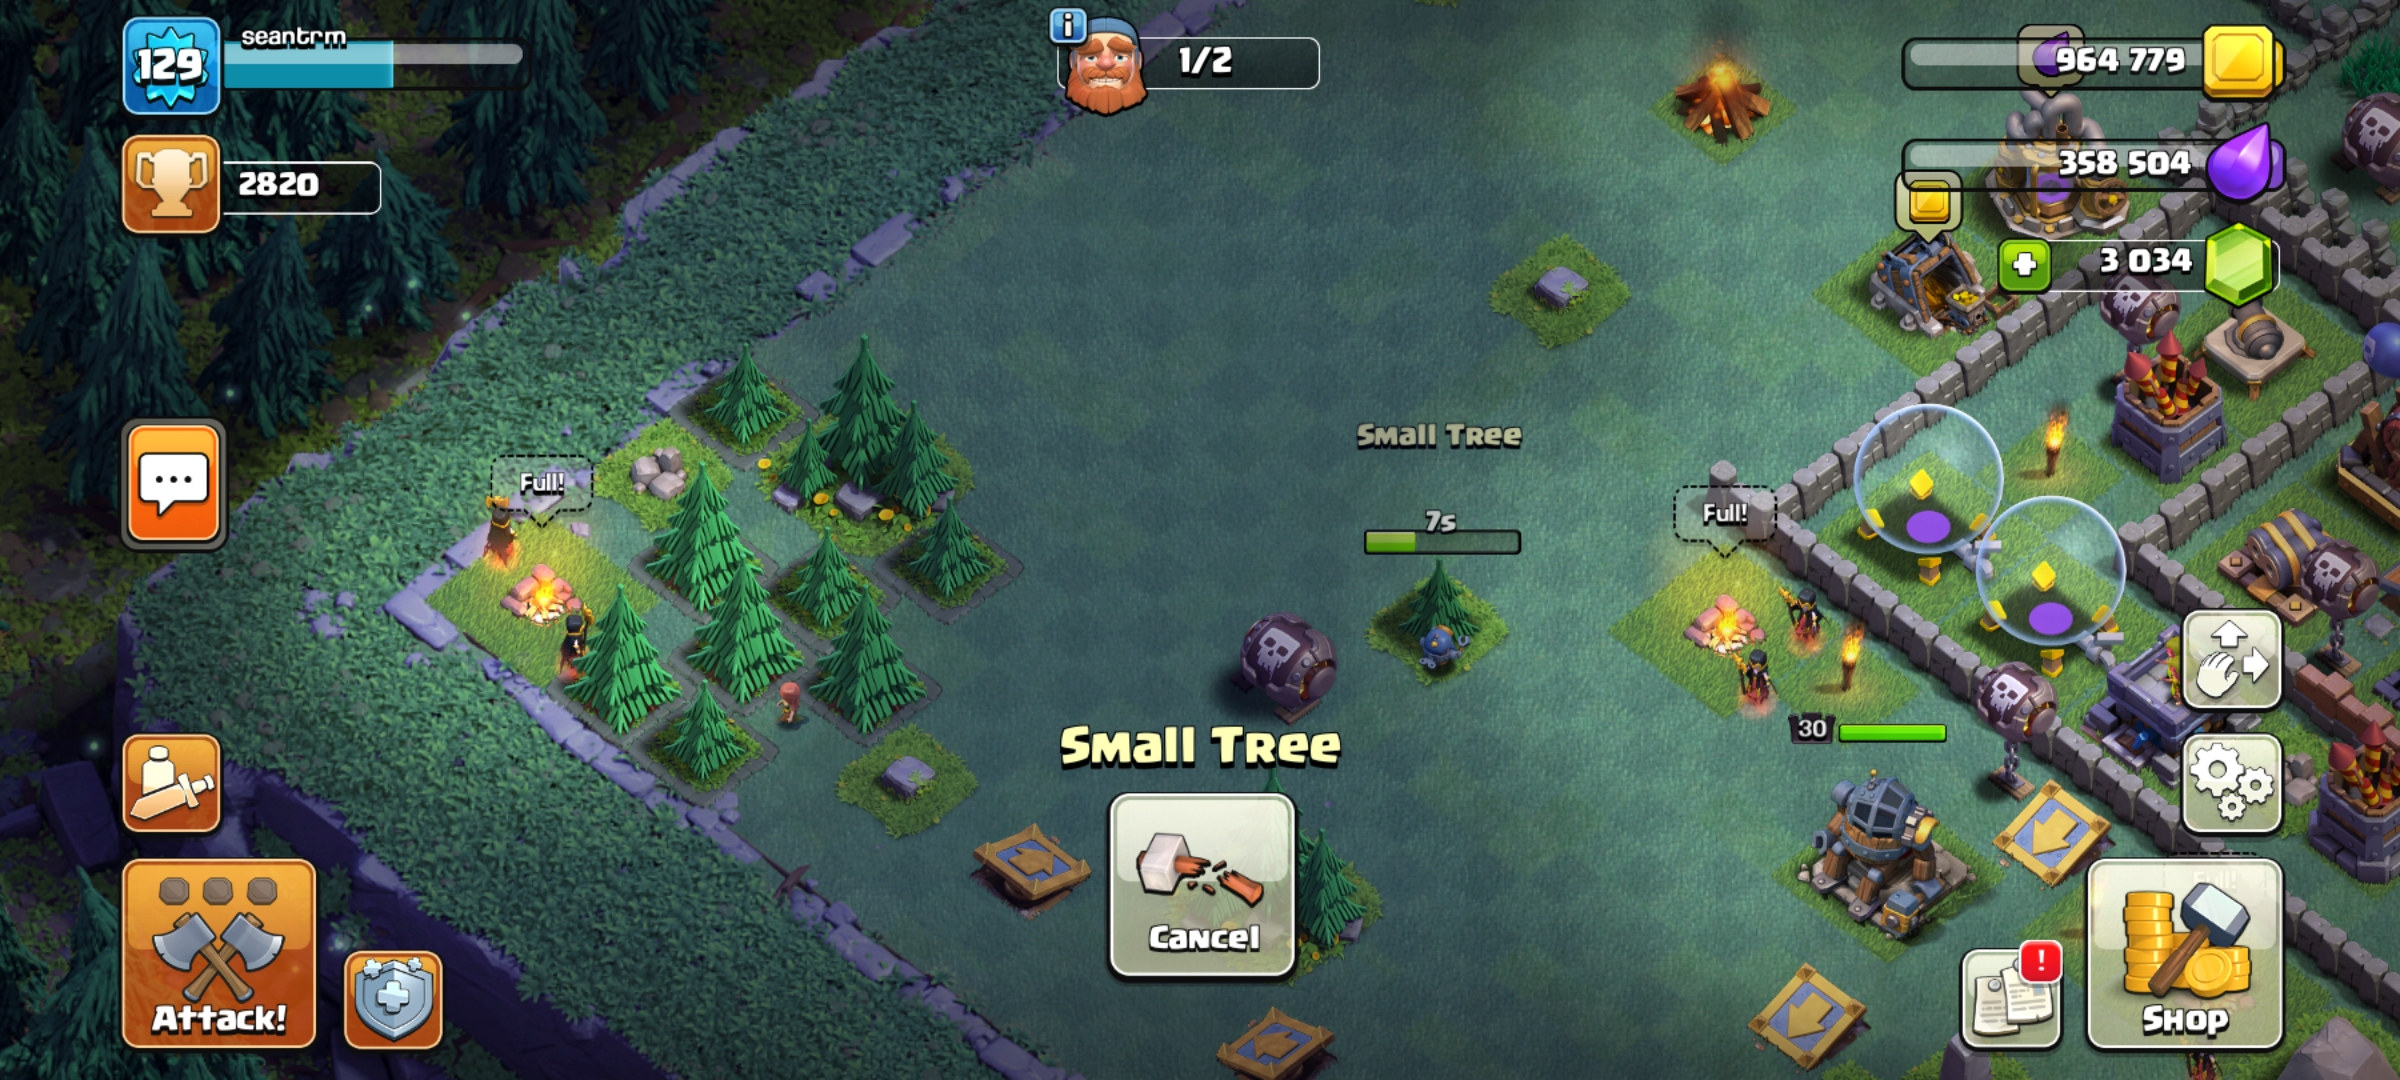 129
seantrm
i
1/2
964 779
2820
358 504
3 034
Small Tree
Full!
Full!
7s
30
Small Tree
Cancel
!
Attack!
Shop